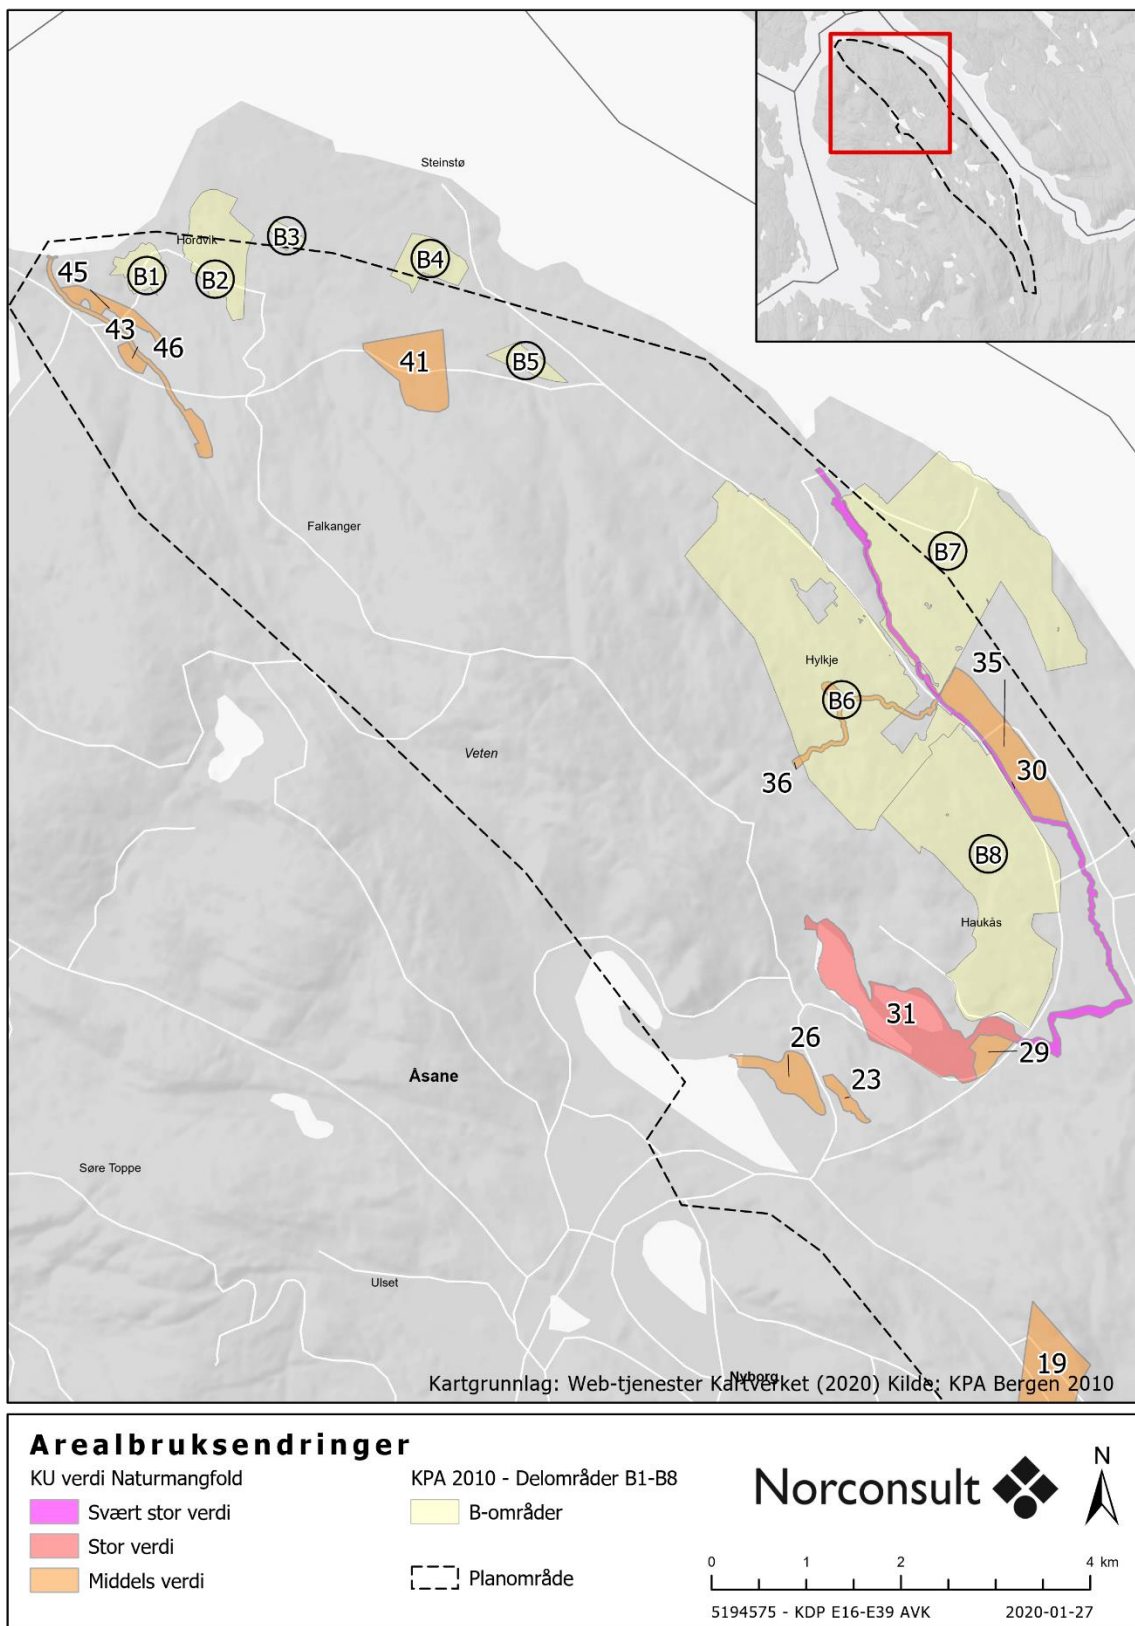 Steinstø
Hordvik
B3
B4
45
B1
B2
43
46
41
B5
Falkanger
B7
35
Hylkje
B6
Veten
36
30
B8
Haukås
31
26
29
23
Åsane
Søre Toppe
Ulset
19
Nyborg
Kartgrunnlag: Web-tjenester Kartverket (2020) Kilde: KPA Bergen 2010
Arealbruksendringer
KU verdi Naturmangfold
Svært stor verdi
Stor verdi
Middels verdi
KPA 2010 - Delområder B1-B8
B-områder
Planområde
Norconsult
N
0 1 2 4 km
5194575 - KDP E16-E39 AVK 2020-01-27